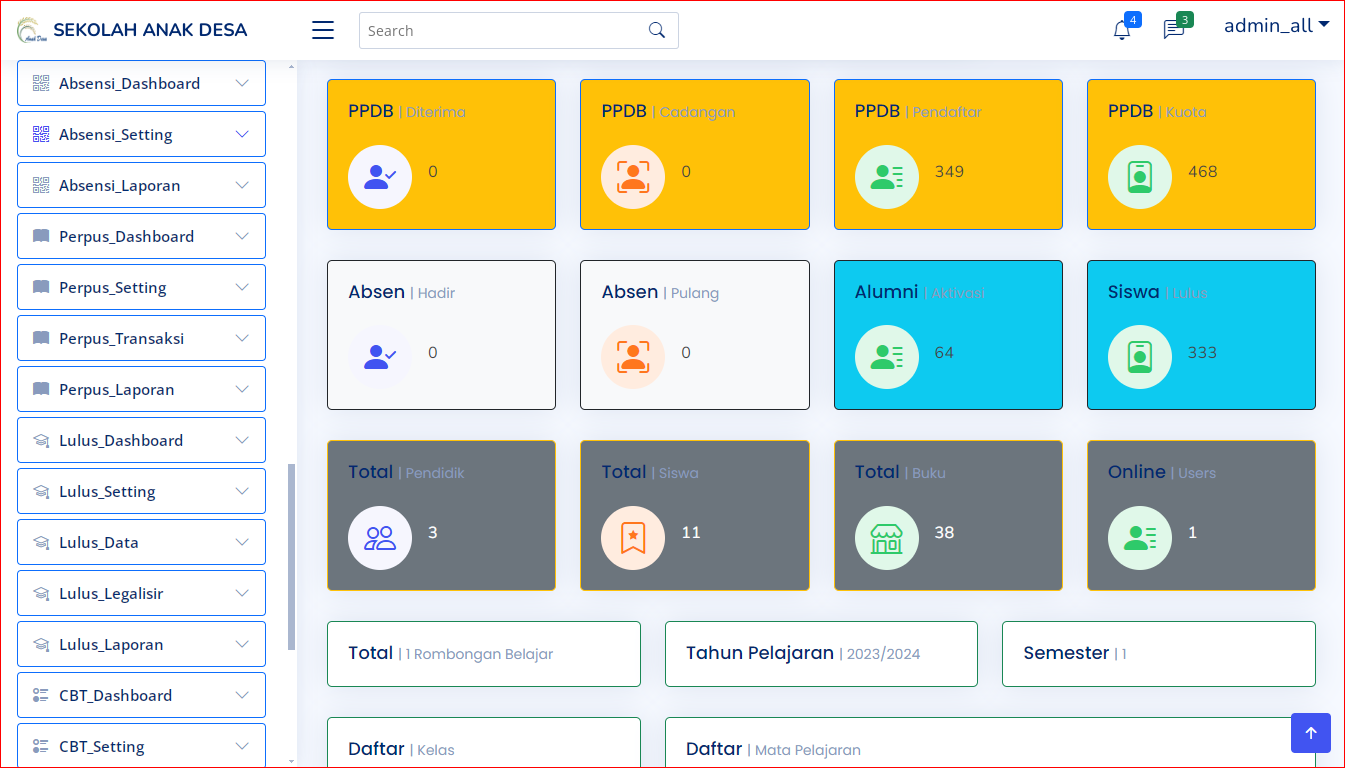 SEKOLAH ANAK DESA
Search
4
3
admin_all
Absensi_Dashboard
Absensi_Setting
Absensi_Laporan
Perpus_Dashboard
Perpus_Setting
Perpus_Transaksi
Perpus_Laporan
Lulus_Dashboard
Lulus_Setting
Lulus_Data
Lulus_Legalisir
Lulus_Laporan
CBT_Dashboard
CBT_Setting
PPDB | Diterima
0
PPDB | Cadangan
0
PPDB | Pendaftar
349
PPDB | Kuota
468
Absen | Hadir
0
Absen | Pulang
0
Alumni | Aktivasi
64
Siswa | Lulus
333
Total | Pendidik
3
Total | Siswa
11
Total | Buku
38
Online | Users
1
Total | 1 Rombongan Belajar
Tahun Pelajaran | 2023/2024
Semester | 1
Daftar | Kelas
Daftar | Mata Pelajaran